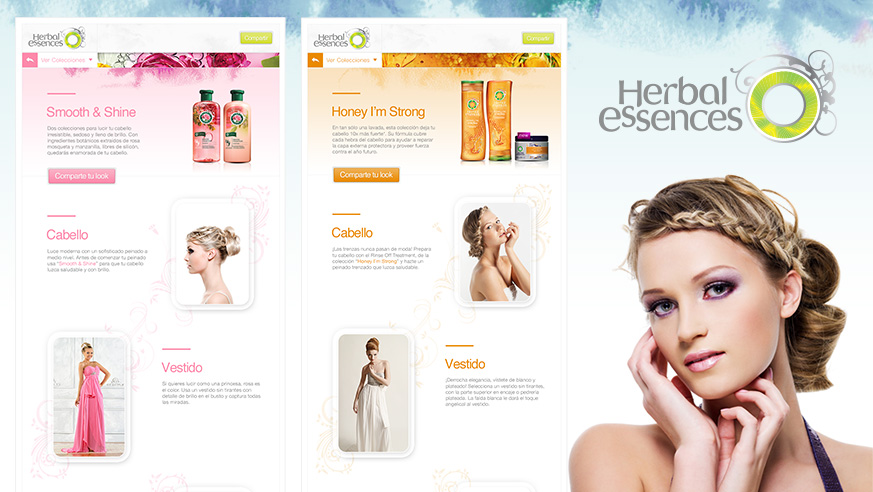 Herbal
essences
Comparte
Ver Colecciones
Smooth & Shine
Dos colecciones para lucir tu cabello
irresistible, sedoso y lleno de brillo. Con
ingredientes botánicos extraídos de rosa
mosqueta y manzanilla, libres de silicón,
quedarás enamorada de tu cabello.
Comparte tu look
Cabello
Luce moderna con un sofisticado peinado a
medio nivel. Antes de comenzar tu peinado
usa "Smooth & Shine" para que tu cabello
luzca saludable y con brillo.
Vestido
Si quieres lucir como una princesa, rosa es
el color. Usa un vestido sin tirantes con
detalle de brillo en el busto y captura todas
las miradas.
Herbal
essences
Comparte
Ver Colecciones
Honey I'm Strong
En tan sólo una lavada, esta colección deja tu
cabello 10x más fuerte*. Su fórmula cubre
cada hebra del cabello para ayudar a reparar
la capa externa protectora y proveer fuerza
contra el año futuro.
new
Comparte tu look
Cabello
¡Las trenzas nunca pasan de moda! Prepara
tu cabello con el Rinse Off Treatment, de la
colección "Honey I'm Strong" y hazte un
peinado trenzado que luzca saludable.
Vestido
¡Derrocha elegancia, vístete de blanco y
plateado! Selecciona un vestido sin tirantes,
con la parte superior en encaje o pedrería
plateada. La falda blanca le dará el toque
angelical al vestido.
Herbal
essences